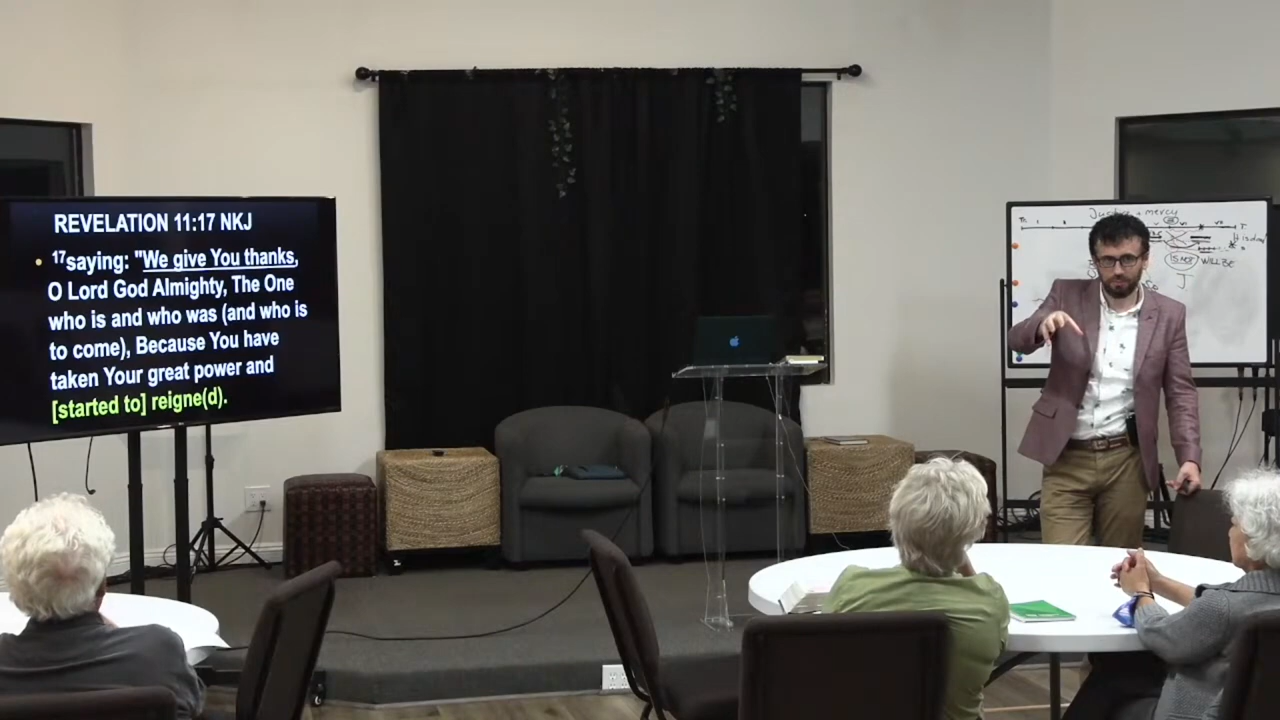 REVELATION 11:17 NKJ
• 17saying: "We give You thanks,
O Lord God Almighty, The One
who is and who was (and who is
to come), Because You have
taken Your great power and
[started to] reigne(d).
Justice + mercy
IS NOT WILL BE
J